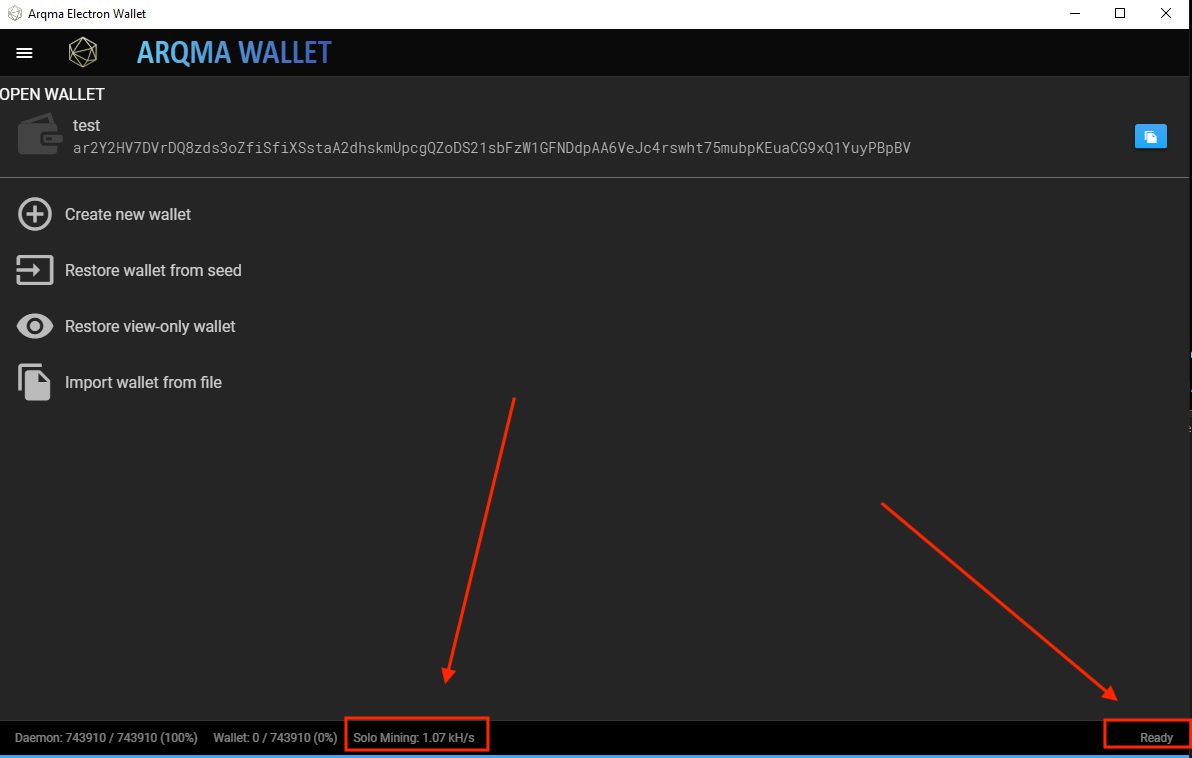 Arqma Electron Wallet
ARQMA WALLET
OPEN WALLET
test
ar2Y2HV7DVrDQ8zds3oZfiSfiXSstaA2dhskmUpcgQZoDS21sbFzW1GFNDdpAA6VeJc4rswht75mubpKEuaCG9xQ1YuyPBpBV
Create new wallet
Restore wallet from seed
Restore view-only wallet
Import wallet from file
Daemon: 743910 / 743910 (100%) Wallet: 0 / 743910 (0%) Solo Mining: 1.07 kH/s Ready